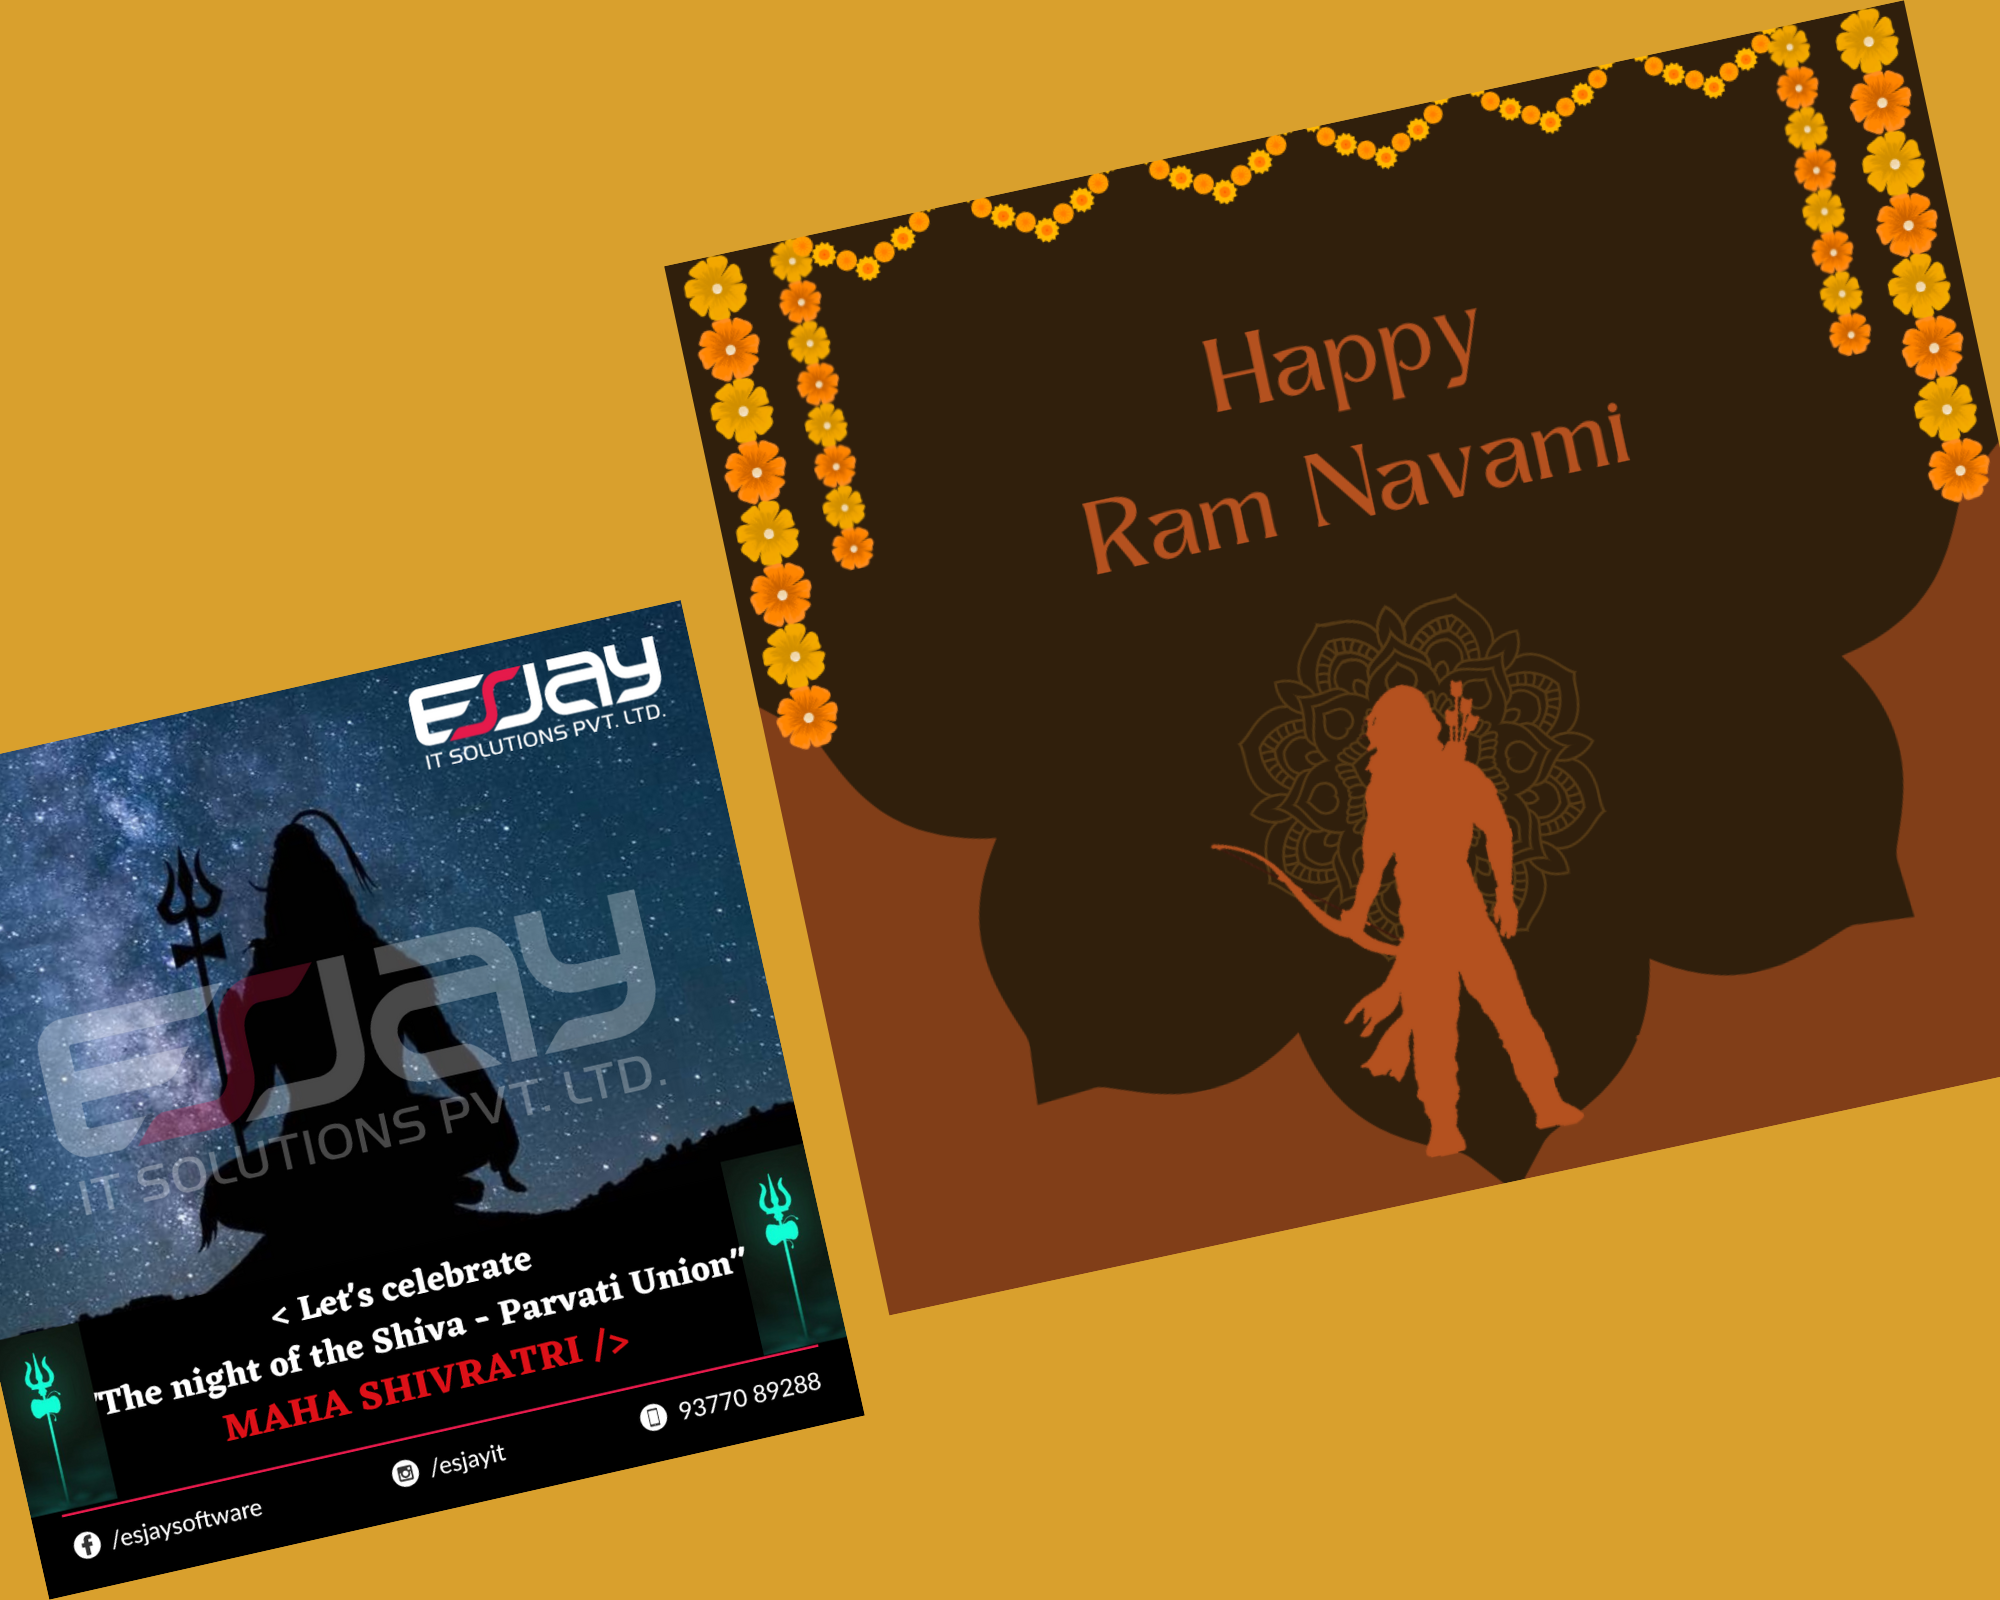 Happy
Ram Navami
ESJay
IT SOLUTIONS PVT. LTD.
ESJay
IT SOLUTIONS PVT. LTD.
< Let's celebrate
"The night of the Shiva - Parvati Union"
MAHA SHIVRATRI />
/esjaysoftware
/esjayit
93770 89288